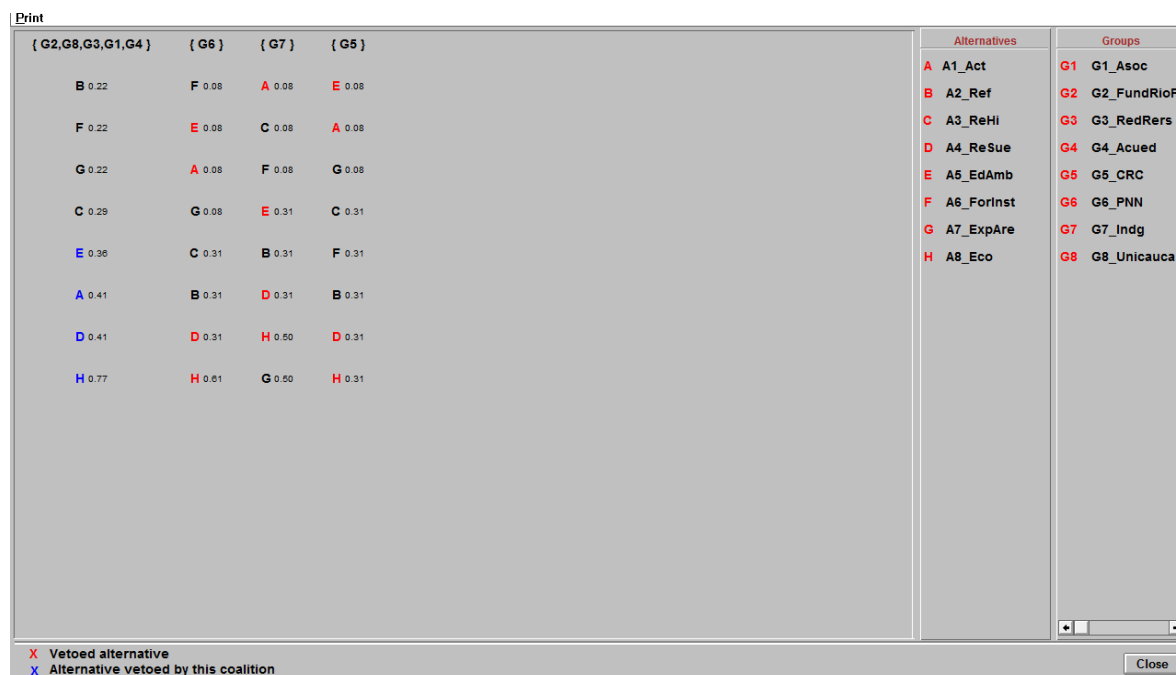 Print
{ G2,G8,G3,G1,G4 } { G6 } { G7 } { G5 } Alternatives Groups
A A1_Act G1 G1_Asoc
B 0.22 F 0.08 A 0.08 E 0.08
B A2_Ref G2 G2_FundRioP
F 0.22 E 0.08 C 0.08 A 0.08 C A3_ReHi G3 G3_RedRers
D A4_ReSue G4 G4_Acued
G 0.22 A 0.08 F 0.08 G 0.08 E A5_EdAmb G5 G5_CRC
F A6_ForInst G6 G6_PNN
C 0.29 G 0.08 E 0.31 C 0.31
G A7_ExpAre G7 G7_Indg
E 0.36 C 0.31 B 0.31 F 0.31 H A8_Eco G8 G8_Unicauca
A 0.41 B 0.31 D 0.31 B 0.31
D 0.41 D 0.31 H 0.50 D 0.31
H 0.77 H 0.61 G 0.50 H 0.31
X Vetoed alternative
X Alternative vetoed by this coalition
Close